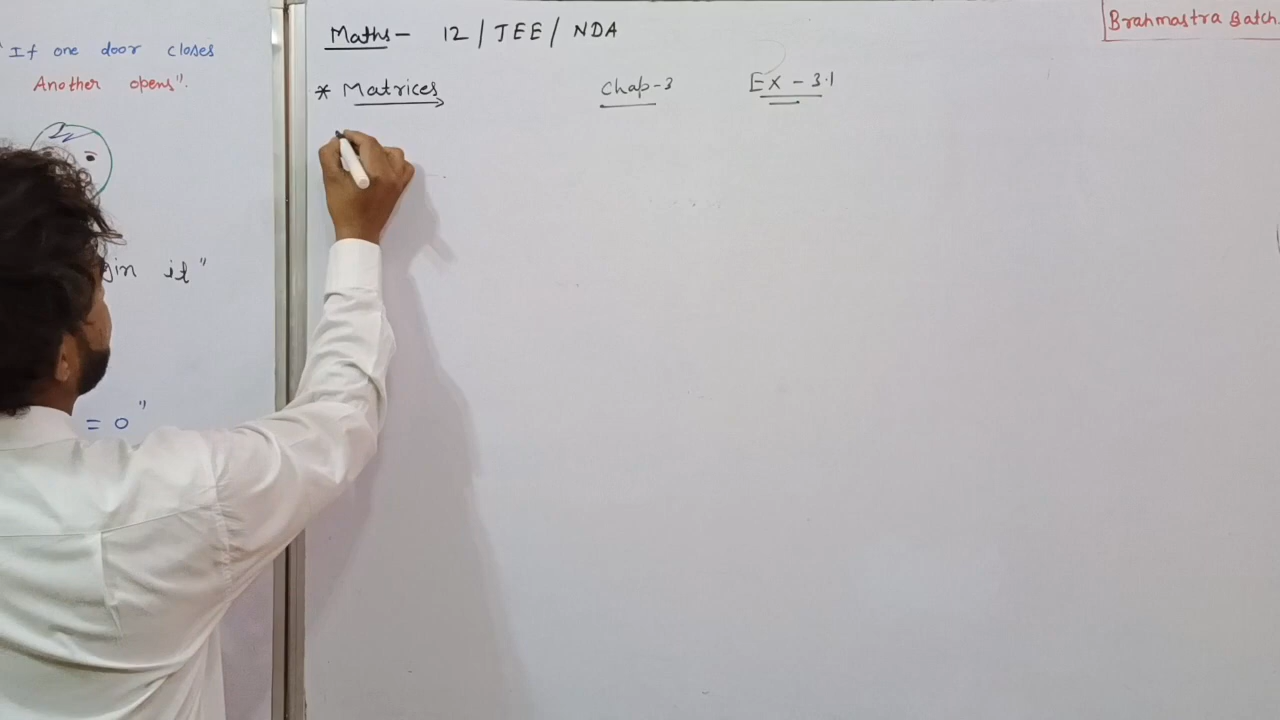 "If one door closes
Another opens".
gin it"
= 0"
Maths - 12 / JEE / NDA
* Matrices Chap-3 Ex - 3.1
Brahmastra Batch